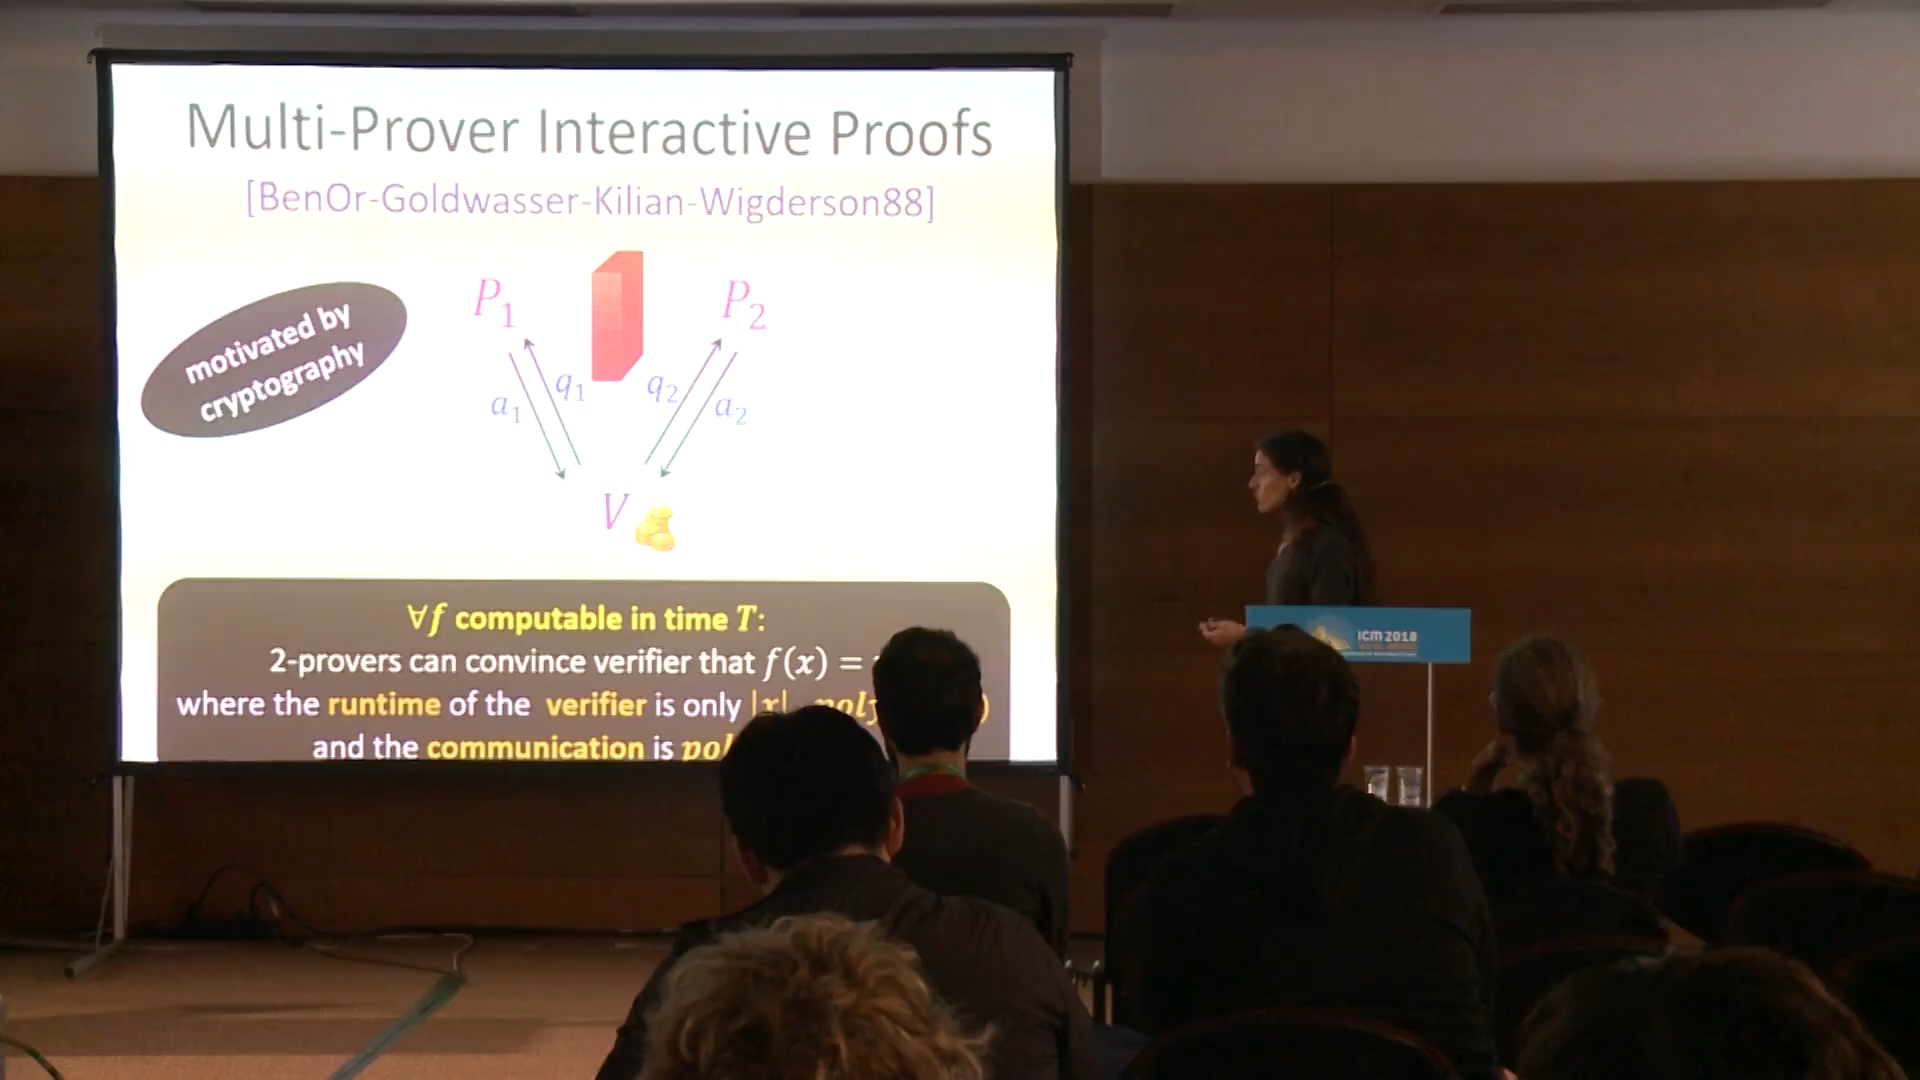 Multi-Prover Interactive Proofs
[BenOr-Goldwasser-Kilian-Wigderson88]
motivated by
cryptography
P₁
P₂
q₁
q₂
a₁
a₂
V
∀f computable in time T:
2-provers can convince verifier that f(x) =
where the runtime of the verifier is only |x|
and the communication is
icm 2018